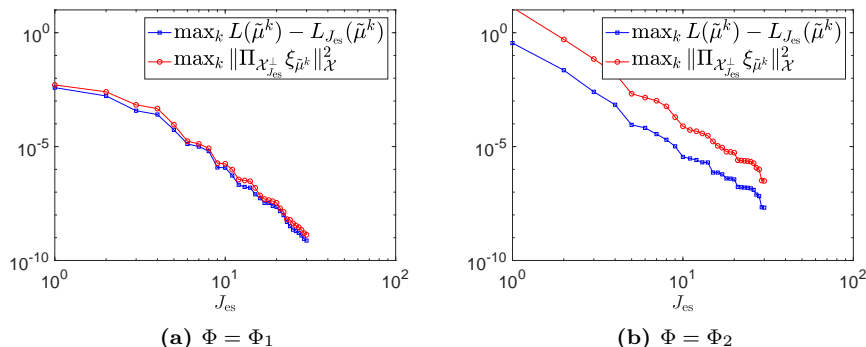 10^0
10^{-5}
10^{-10}
max_k L(μ̃^k) − L_{J_es}(μ̃^k)
max_k ‖Π_{𝒳^⊥_{J_es}} ξ_{μ̃^k}‖²_𝒳
10^0 10^1 10^2
J_es
(a) Φ = Φ_1
10^0
10^{-5}
10^{-10}
max_k L(μ̃^k) − L_{J_es}(μ̃^k)
max_k ‖Π_{𝒳^⊥_{J_es}} ξ_{μ̃^k}‖²_𝒳
10^0 10^1 10^2
J_es
(b) Φ = Φ_2